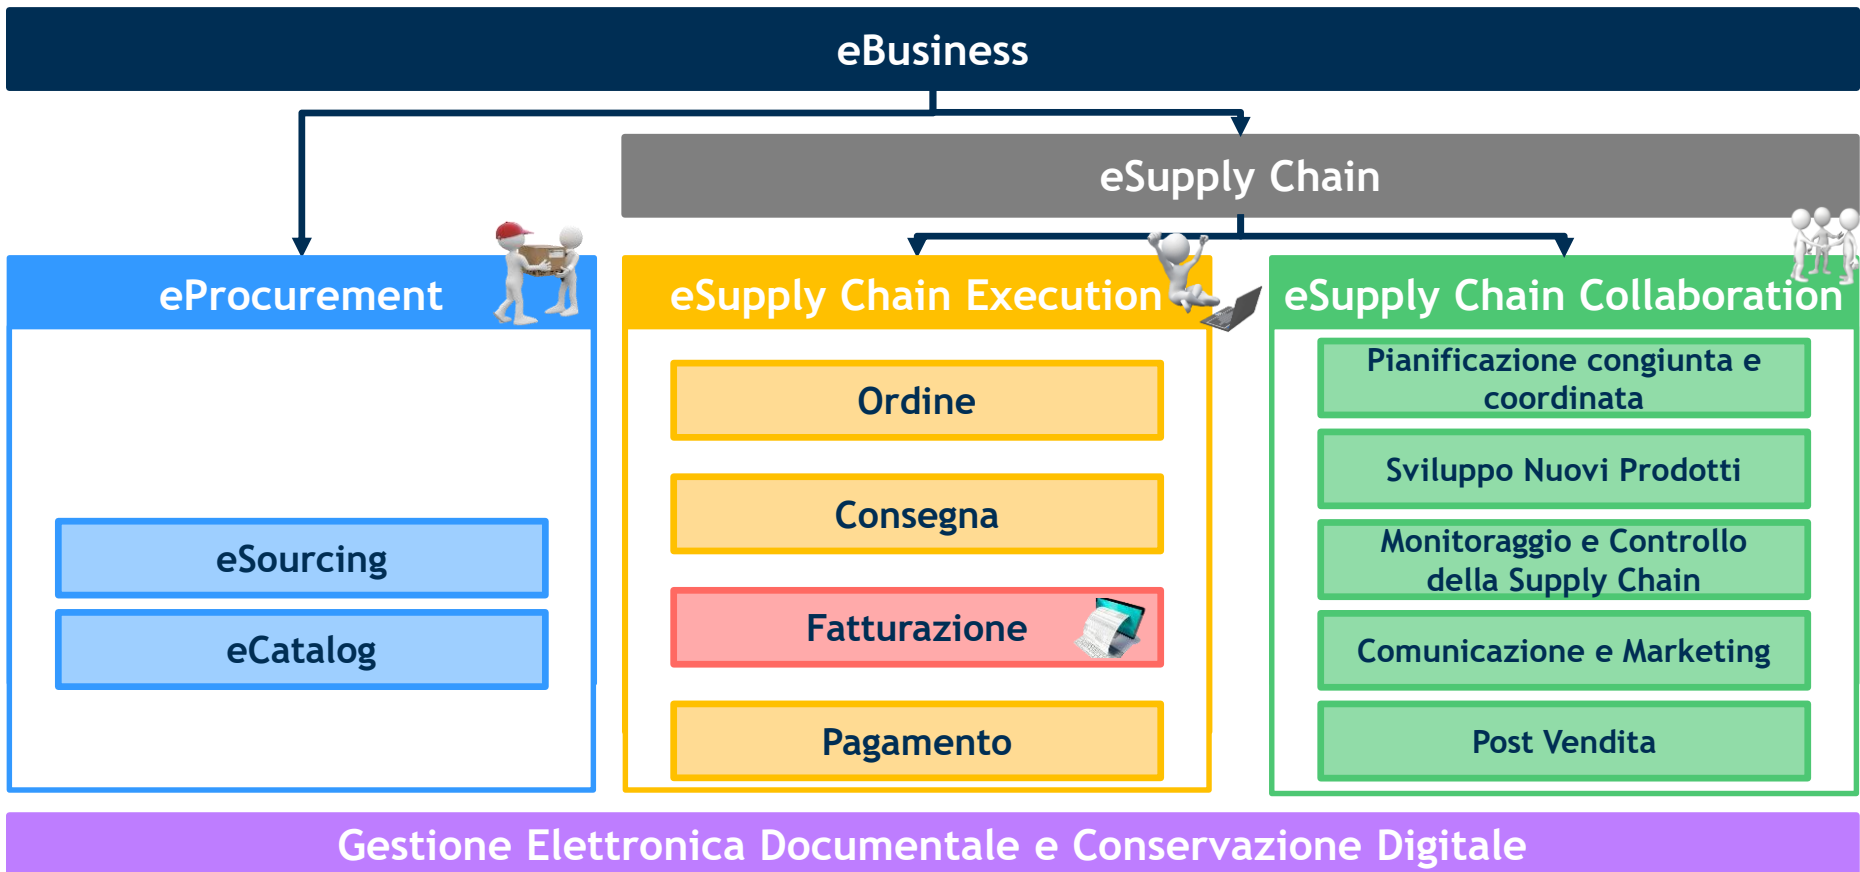 eBusiness
eSupply Chain
eProcurement
eSourcing
eCatalog
eSupply Chain Execution
Ordine
Consegna
Fatturazione
Pagamento
eSupply Chain Collaboration
Pianificazione congiunta e
coordinata
Sviluppo Nuovi Prodotti
Monitoraggio e Controllo
della Supply Chain
Comunicazione e Marketing
Post Vendita
Gestione Elettronica Documentale e Conservazione Digitale